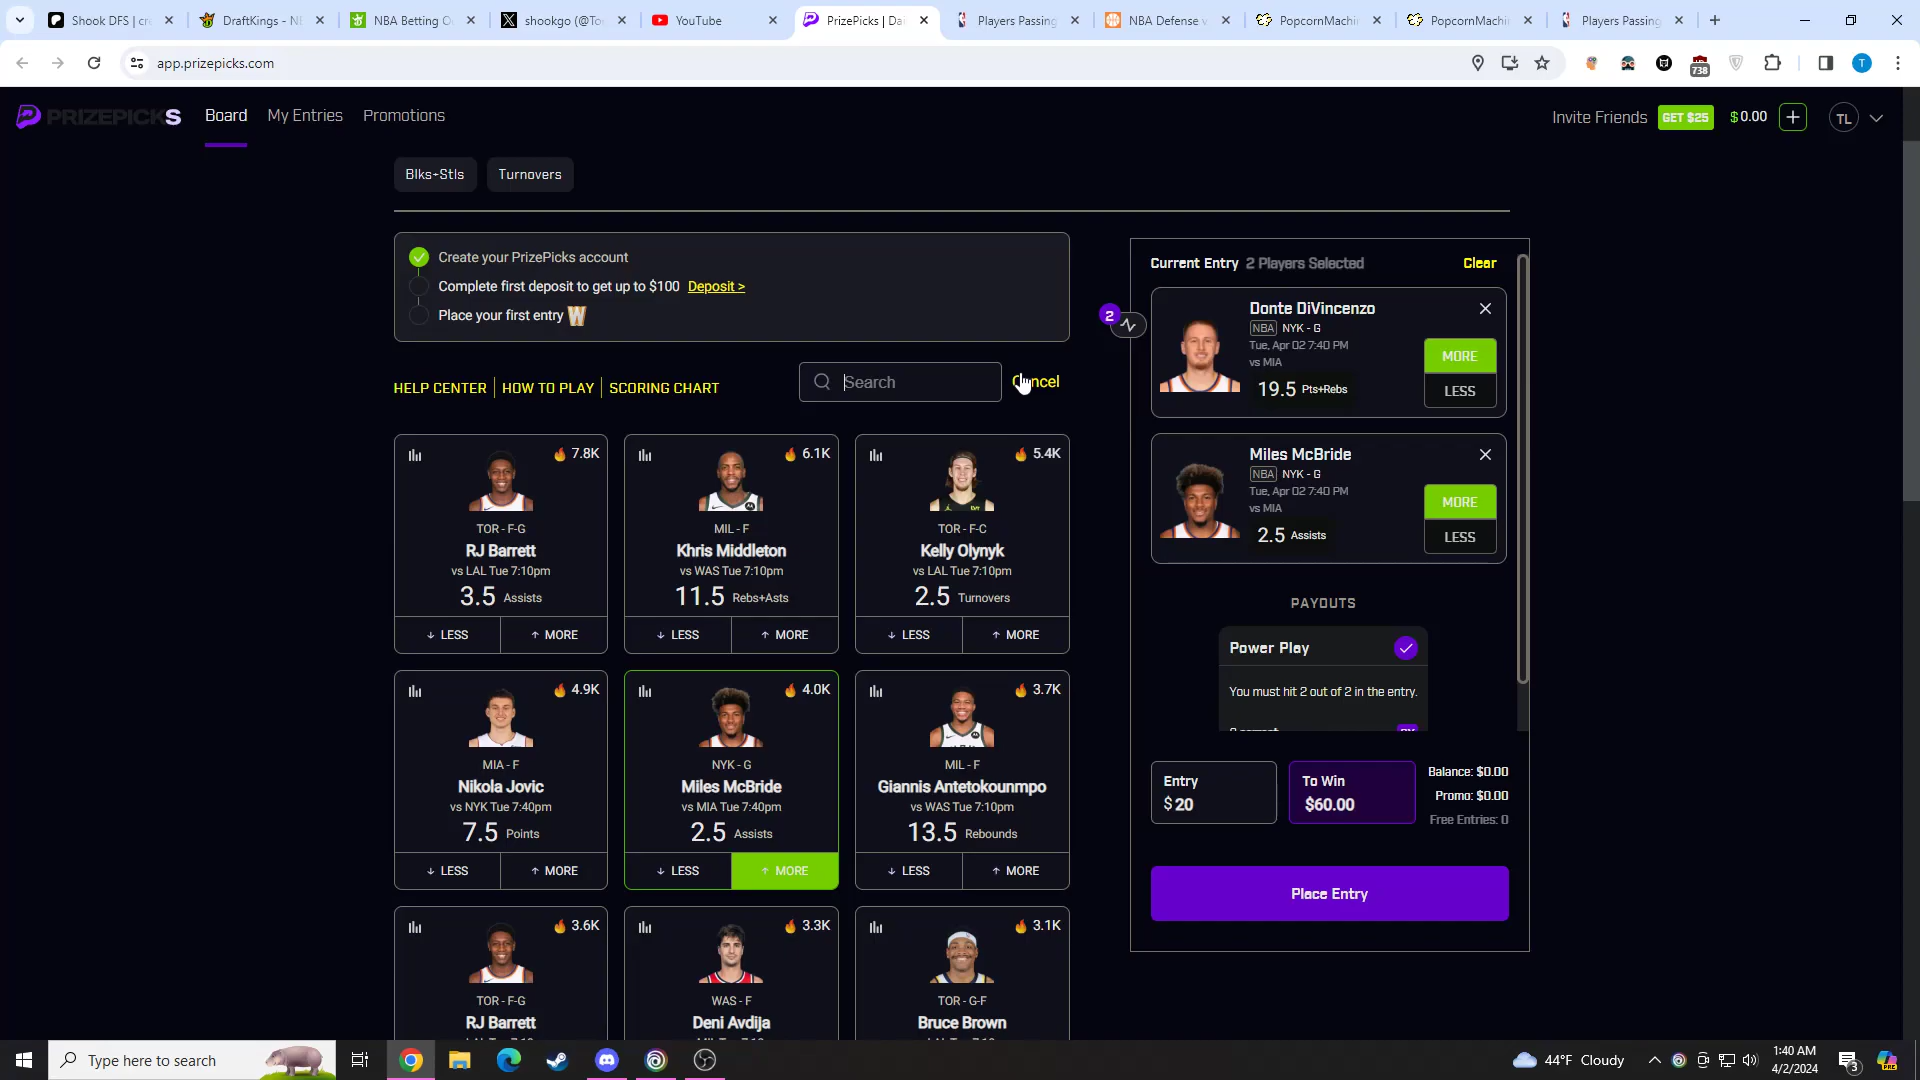 Shook DFS | cre
DraftKings - NE
NBA Betting O
shookgo (@To
YouTube
PrizePicks | Dai
Players Passing
NBA Defense v
PopcornMachi
PopcornMachi
Players Passing
app.prizepicks.com
738
T
PRIZEPICKS
Board
My Entries
Promotions
Invite Friends
GET $25
$0.00
TL
Blks+Stls
Turnovers
Create your PrizePicks account
Complete first deposit to get up to $100 Deposit >
Place your first entry
HELP CENTER
HOW TO PLAY
SCORING CHART
Search
7.8K
TOR - F-G
RJ Barrett
vs LAL Tue 7:10pm
3.5 Assists
↓ LESS
↑ MORE
6.1K
MIL - F
Khris Middleton
vs WAS Tue 7:10pm
11.5 Rebs+Asts
↓ LESS
↑ MORE
5.4K
TOR - F-C
Kelly Olynyk
vs LAL Tue 7:10pm
2.5 Turnovers
↓ LESS
↑ MORE
4.9K
MIA - F
Nikola Jovic
vs NYK Tue 7:40pm
7.5 Points
↓ LESS
↑ MORE
4.0K
NYK - G
Miles McBride
vs MIA Tue 7:40pm
2.5 Assists
↓ LESS
↑ MORE
3.7K
MIL - F
Giannis Antetokounmpo
vs WAS Tue 7:10pm
13.5 Rebounds
↓ LESS
↑ MORE
3.6K
TOR - F-G
RJ Barrett
3.3K
WAS - F
Deni Avdija
3.1K
TOR - G-F
Bruce Brown
2
Current Entry 2 Players Selected
Clear
Donte DiVincenzo
NBA NYK - G
Tue, Apr 02 7:40 PM
vs MIA
19.5 Pts+Rebs
MORE
LESS
Miles McBride
NBA NYK - G
Tue, Apr 02 7:40 PM
vs MIA
2.5 Assists
MORE
LESS
PAYOUTS
Power Play
You must hit 2 out of 2 in the entry.
Entry
$ 20
To Win
$60.00
Balance: $0.00
Promo: $0.00
Free Entries: 0
Place Entry
Type here to search
44°F Cloudy
1:40 AM
4/2/2024
3